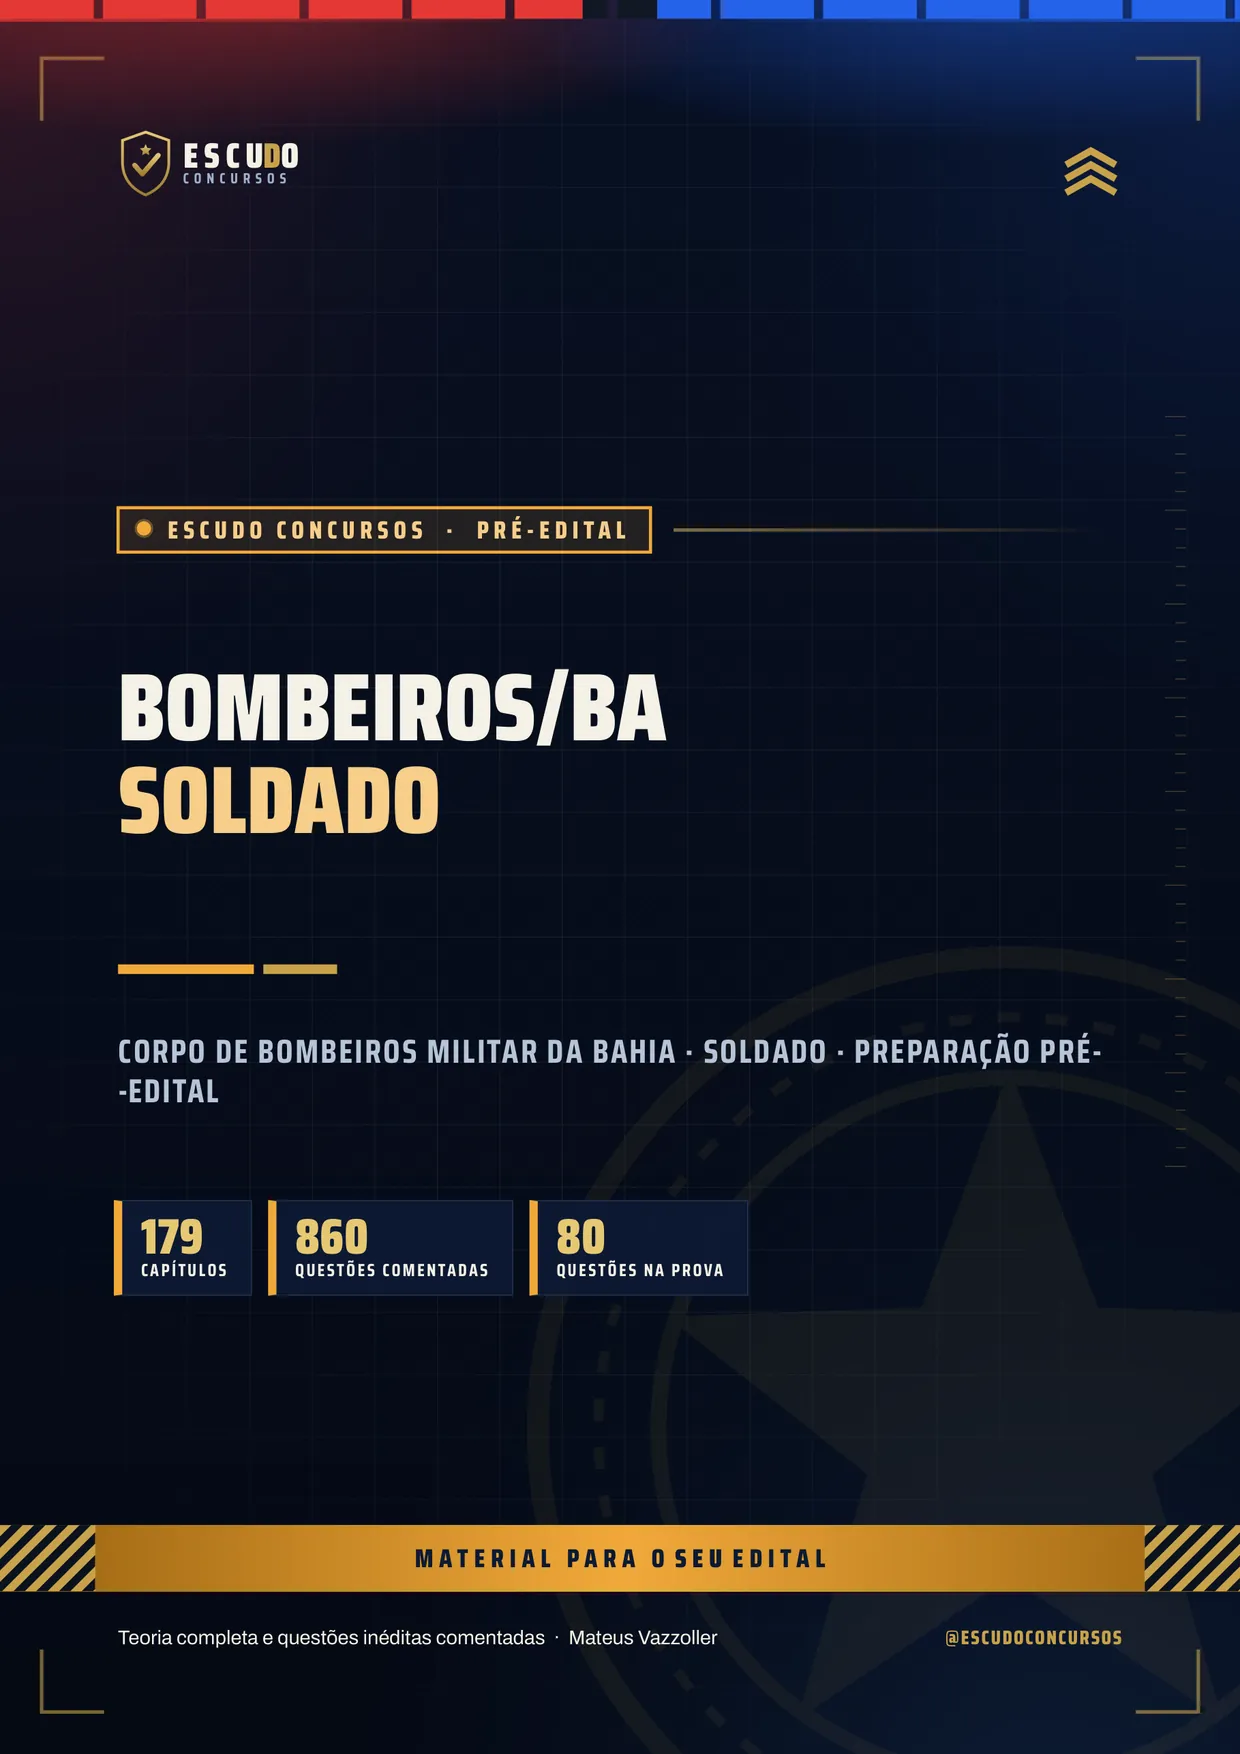 ESCUDO
CONCURSOS
ESCUDO CONCURSOS · PRÉ-EDITAL
BOMBEIROS/BA
SOLDADO
CORPO DE BOMBEIROS MILITAR DA BAHIA · SOLDADO · PREPARAÇÃO PRÉ-
-EDITAL
179
CAPÍTULOS
860
QUESTÕES COMENTADAS
80
QUESTÕES NA PROVA
MATERIAL PARA O SEU EDITAL
Teoria completa e questões inéditas comentadas · Mateus Vazzoller
@ESCUDOCONCURSOS